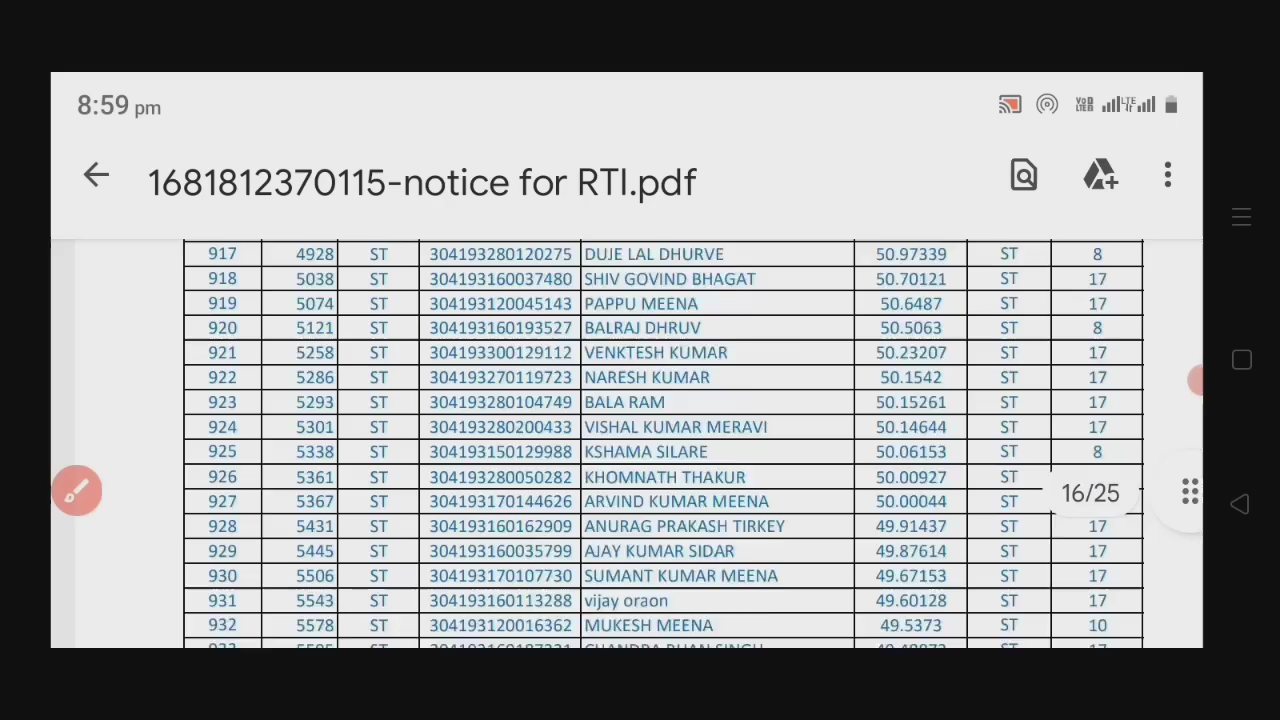 8:59 pm
1681812370115-notice for RTI.pdf
917 4928 ST 304193280120275 DUJE LAL DHURVE 50.97339 ST 8
918 5038 ST 304193160037480 SHIV GOVIND BHAGAT 50.70121 ST 17
919 5074 ST 304193120045143 PAPPU MEENA 50.6487 ST 17
920 5121 ST 304193160193527 BALRAJ DHRUV 50.5063 ST 8
921 5258 ST 304193300129112 VENKTESH KUMAR 50.23207 ST 17
922 5286 ST 304193270119723 NARESH KUMAR 50.1542 ST 17
923 5293 ST 304193280104749 BALA RAM 50.15261 ST 17
924 5301 ST 304193280200433 VISHAL KUMAR MERAVI 50.14644 ST 17
925 5338 ST 304193150129988 KSHAMA SILARE 50.06153 ST 8
926 5361 ST 304193280050282 KHOMNATH THAKUR 50.00927 ST
16/25
927 5367 ST 304193170144626 ARVIND KUMAR MEENA 50.00044 ST
928 5431 ST 304193160162909 ANURAG PRAKASH TIRKEY 49.91437 ST 17
929 5445 ST 304193160035799 AJAY KUMAR SIDAR 49.87614 ST 17
930 5506 ST 304193170107730 SUMANT KUMAR MEENA 49.67153 ST 17
931 5543 ST 304193160113288 vijay oraon 49.60128 ST 17
932 5578 ST 304193120016362 MUKESH MEENA 49.5373 ST 10